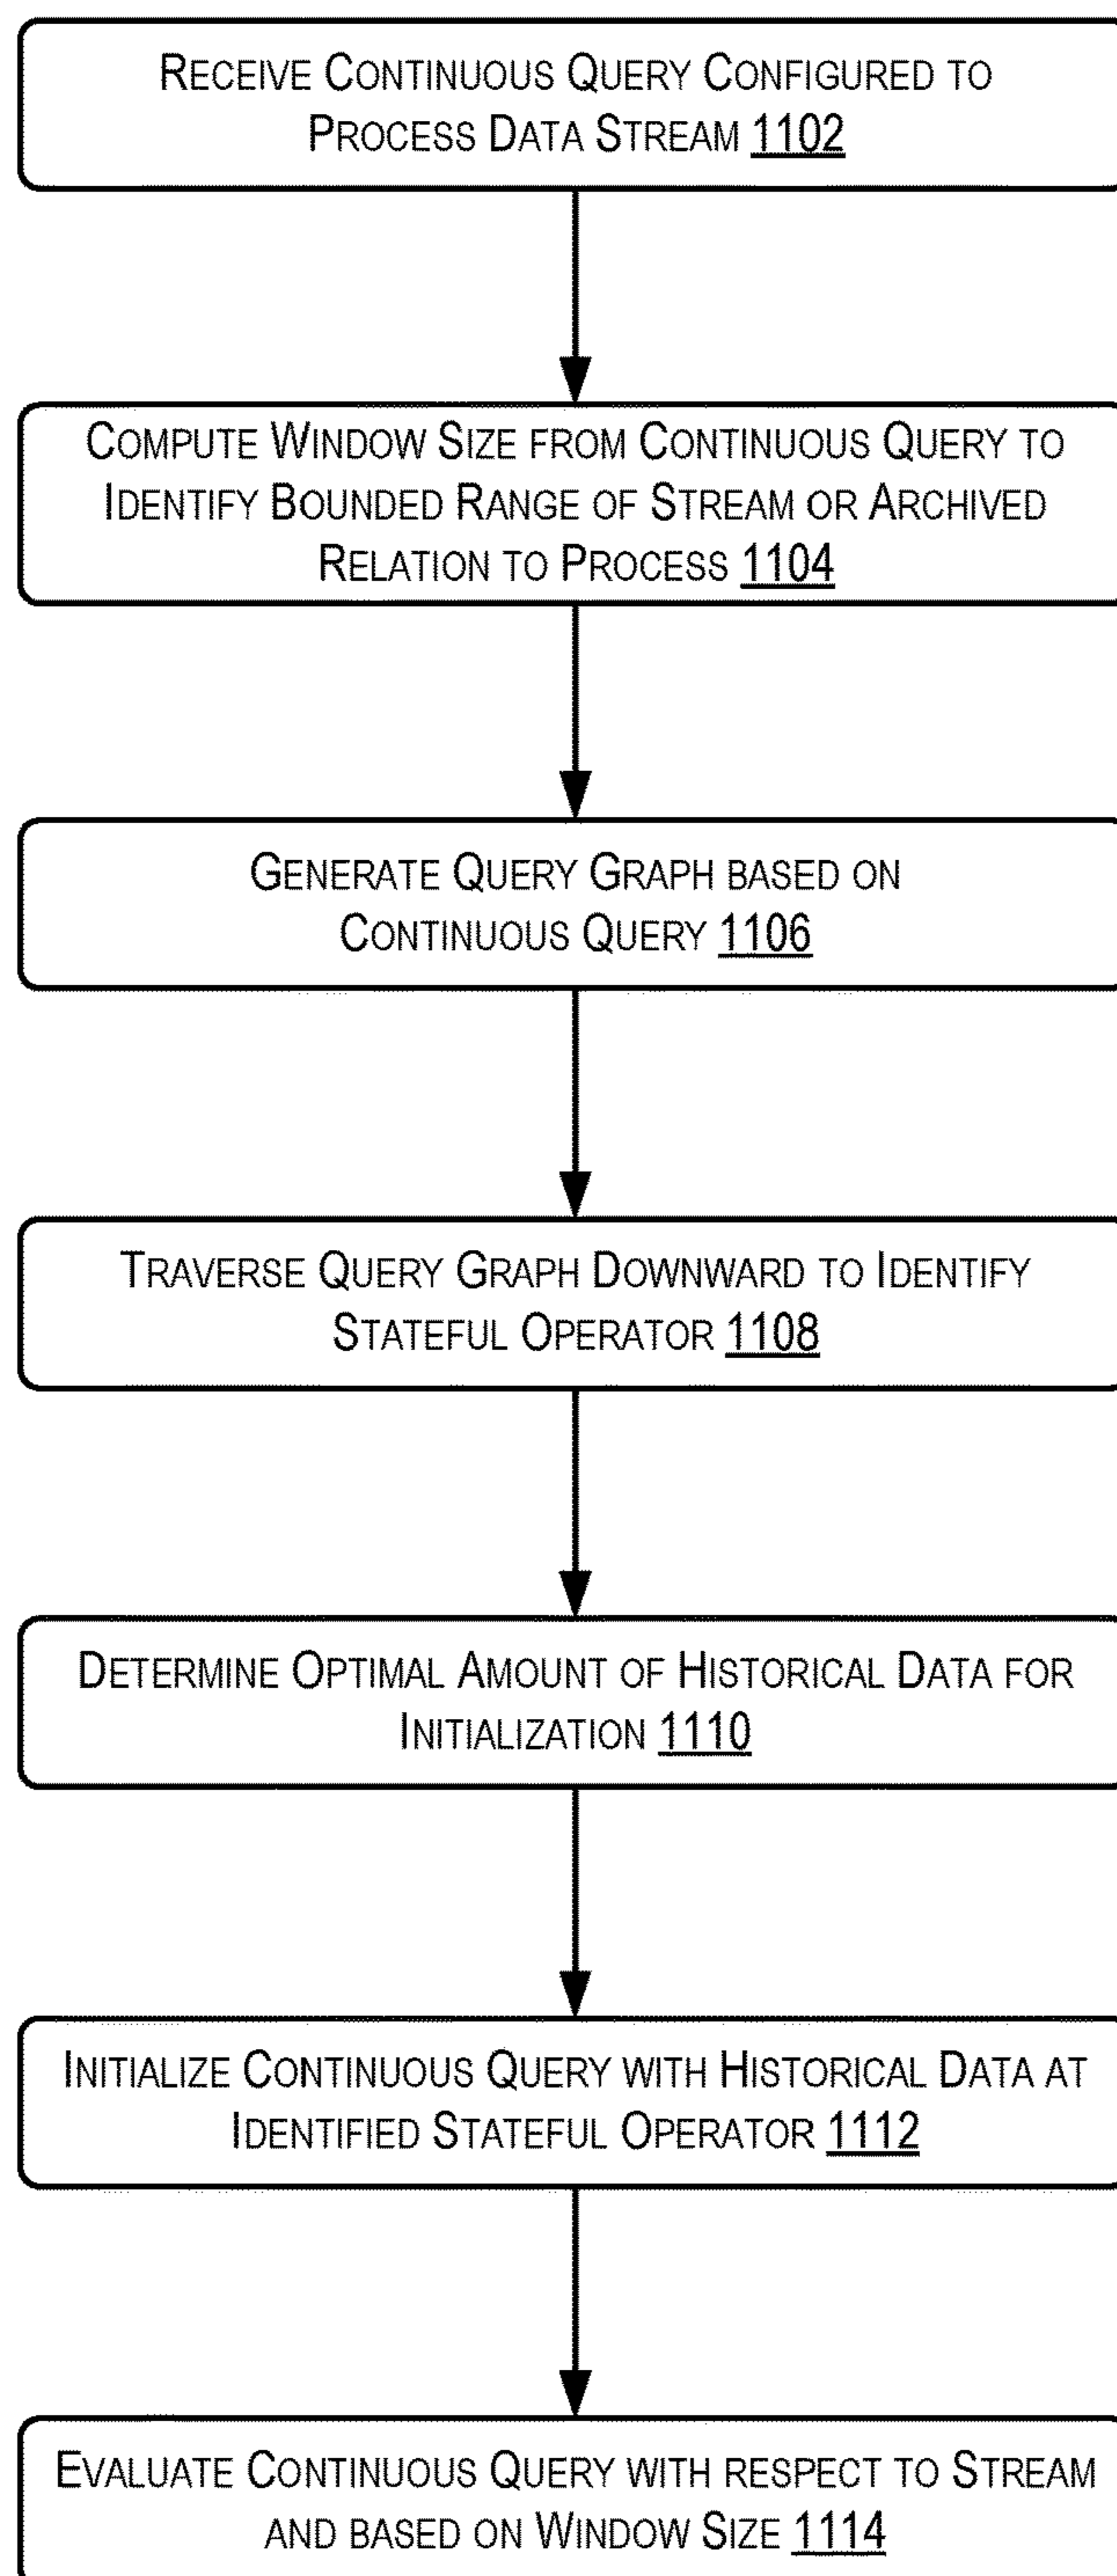 RECEIVE CONTINUOUS QUERY CONFIGURED TO
PROCESS DATA STREAM 1102
COMPUTE WINDOW SIZE FROM CONTINUOUS QUERY TO
IDENTIFY BOUNDED RANGE OF STREAM OR ARCHIVED
RELATION TO PROCESS 1104
GENERATE QUERY GRAPH BASED ON
CONTINUOUS QUERY 1106
TRAVERSE QUERY GRAPH DOWNWARD TO IDENTIFY
STATEFUL OPERATOR 1108
DETERMINE OPTIMAL AMOUNT OF HISTORICAL DATA FOR
INITIALIZATION 1110
INITIALIZE CONTINUOUS QUERY WITH HISTORICAL DATA AT
IDENTIFIED STATEFUL OPERATOR 1112
EVALUATE CONTINUOUS QUERY WITH RESPECT TO STREAM
AND BASED ON WINDOW SIZE 1114